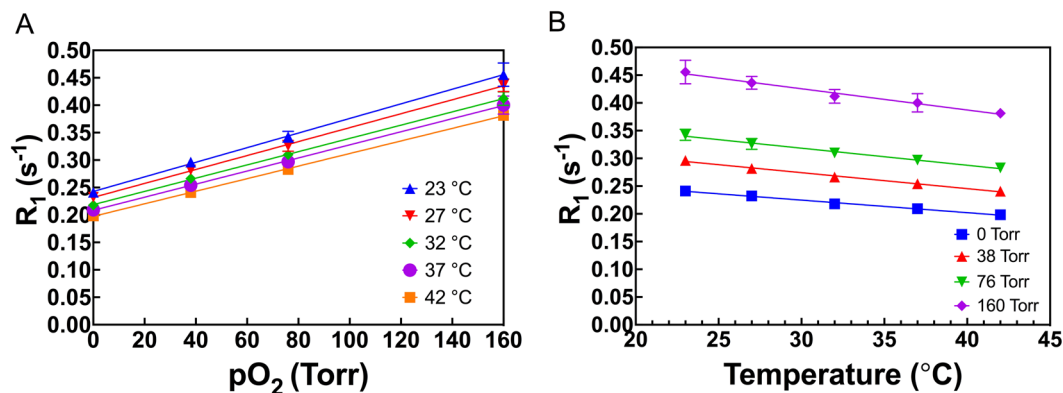 A
R1 (s-1)
0.50
0.45
0.40
0.35
0.30
0.25
0.20
0.15
0.10
0.05
0.00
0 20 40 60 80 100 120 140 160
pO2 (Torr)
23 °C
27 °C
32 °C
37 °C
42 °C
B
R1 (s-1)
0.50
0.45
0.40
0.35
0.30
0.25
0.20
0.15
0.10
0.05
0.00
20 25 30 35 40 45
Temperature (°C)
0 Torr
38 Torr
76 Torr
160 Torr